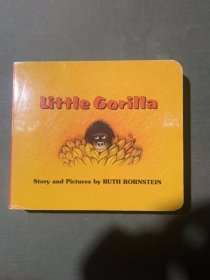 Little Gorilla
Story and Pictures by RUTH BORNSTEIN